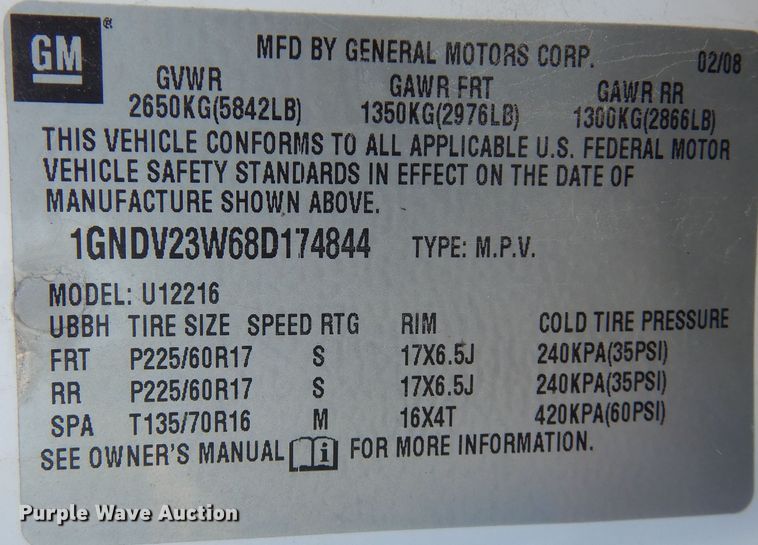 GM ®
MFD BY GENERAL MOTORS CORP. 02/08
GVWR GAWR FRT GAWR RR
2650KG(5842LB) 1350KG(2976LB) 1300KG(2866LB)
THIS VEHICLE CONFORMS TO ALL APPLICABLE U.S. FEDERAL MOTOR
VEHICLE SAFETY STANDARDS IN EFFECT ON THE DATE OF
MANUFACTURE SHOWN ABOVE.
1GNDV23W68D174844 TYPE: M.P.V.
MODEL: U12216
UBBH TIRE SIZE SPEED RTG RIM COLD TIRE PRESSURE
FRT P225/60R17 S 17X6.5J 240KPA(35PSI)
RR P225/60R17 S 17X6.5J 240KPA(35PSI)
SPA T135/70R16 M 16X4T 420KPA(60PSI)
SEE OWNER'S MANUAL i FOR MORE INFORMATION.
Purple Wave Auction